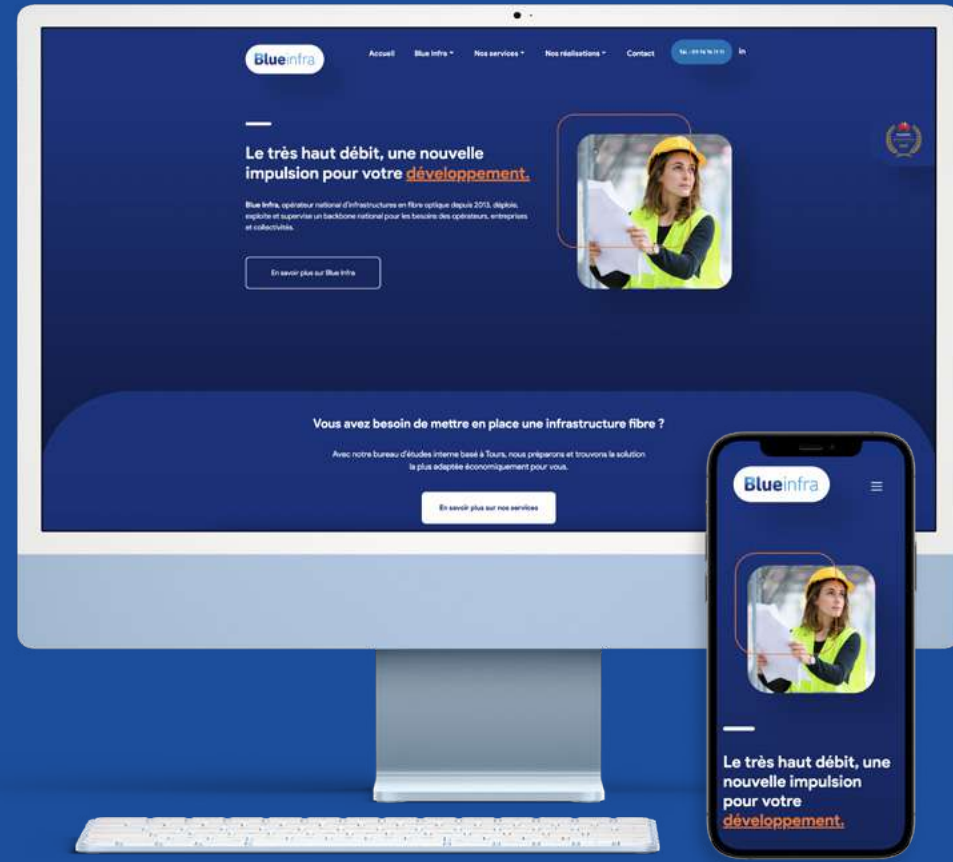 Blueinfra
Accueil
Blue Infra
Nos services
Nos réalisations
Contact
in
Le très haut débit, une nouvelle
impulsion pour votre développement.
Blue Infra, opérateur national d'infrastructures en fibre optique depuis 2013, déploie,
exploite et supervise un backbone national pour les besoins des opérateurs, entreprises
et collectivités.
En savoir plus sur Blue Infra
Vous avez besoin de mettre en place une infrastructure fibre ?
Avec notre bureau d'études interne basé à Tours, nous préparons et trouvons la solution
la plus adaptée économiquement pour vous.
En savoir plus sur nos services
Blueinfra
Le très haut débit, une
nouvelle impulsion
pour votre
développement.